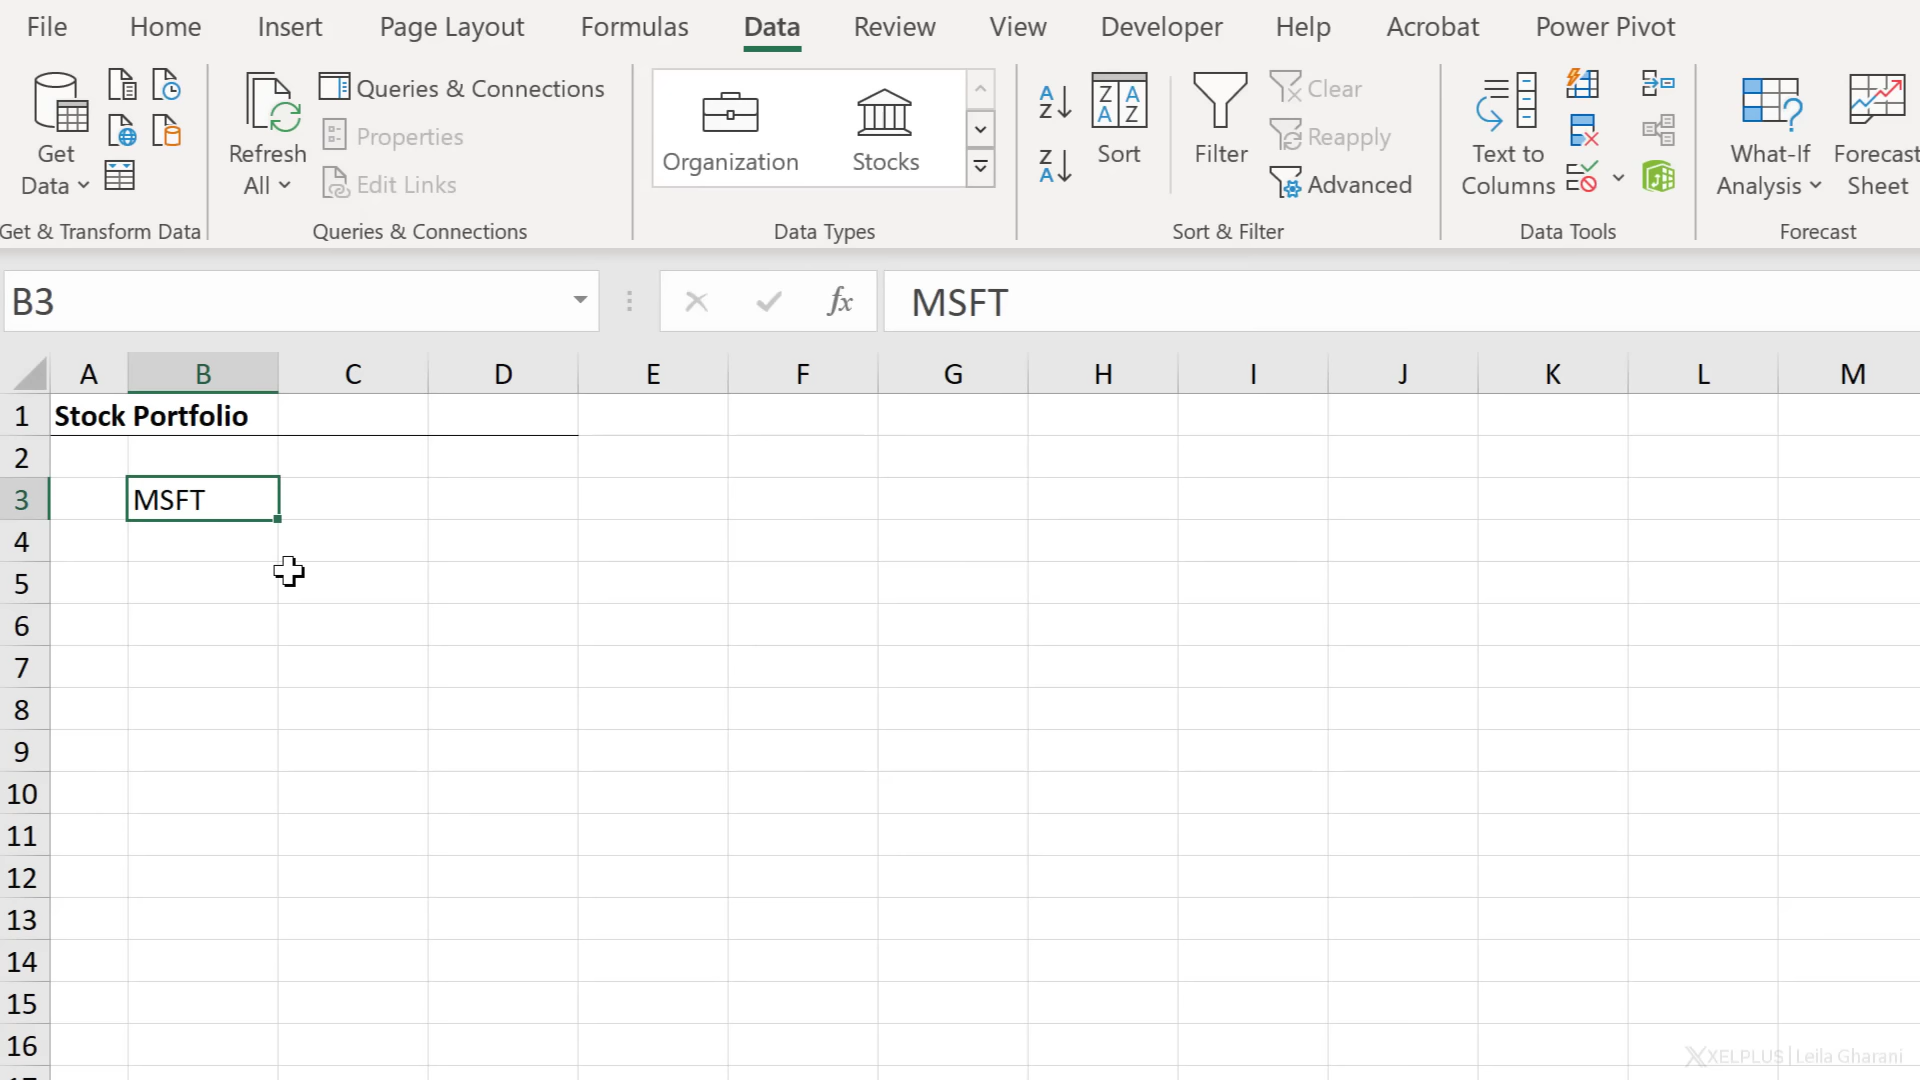 File Home Insert Page Layout Formulas Data Review View Developer Help Acrobat Power Pivot
Get Data
Refresh All
Queries & Connections
Properties
Edit Links
Organization
Stocks
A Z
Z A
Z A A Z
Sort
Filter
Clear
Reapply
Advanced
Text to Columns
What-If Analysis
Forecast Sheet
Get & Transform Data
Queries & Connections
Data Types
Sort & Filter
Data Tools
Forecast
B3 fx MSFT
A B C D E F G H I J K L M
1 Stock Portfolio
2
3 MSFT
4
5
6
7
8
9
10
11
12
13
14
15
16
XELPLUS | Leila Gharani